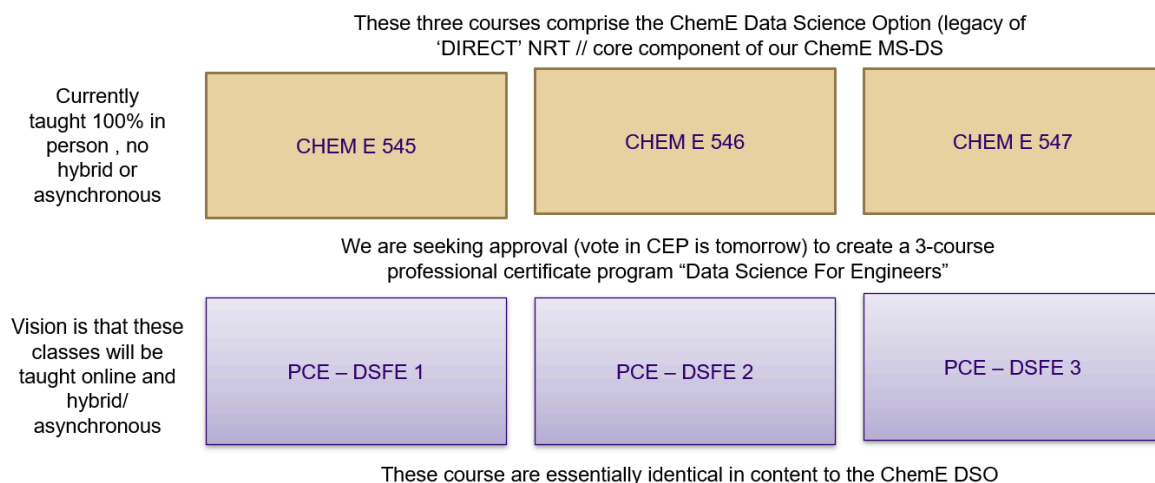 These three courses comprise the ChemE Data Science Option (legacy of
‘DIRECT’ NRT // core component of our ChemE MS-DS
Currently
taught 100% in
person , no
hybrid or
asynchronous
CHEM E 545
CHEM E 546
CHEM E 547
We are seeking approval (vote in CEP is tomorrow) to create a 3-course
professional certificate program “Data Science For Engineers”
Vision is that these
classes will be
taught online and
hybrid/
asynchronous
PCE – DSFE 1
PCE – DSFE 2
PCE – DSFE 3
These course are essentially identical in content to the ChemE DSO